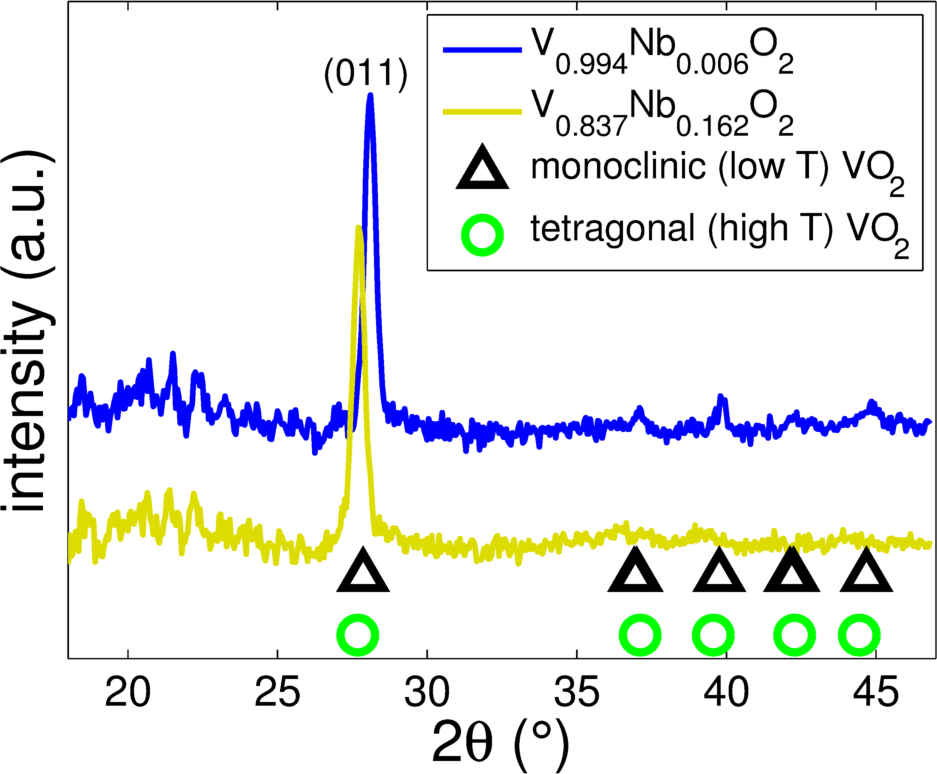 (011)
V0.994Nb0.006O2
V0.837Nb0.162O2
monoclinic (low T) VO2
tetragonal (high T) VO2
intensity (a.u.)
20 25 30 35 40 45
2θ (°)